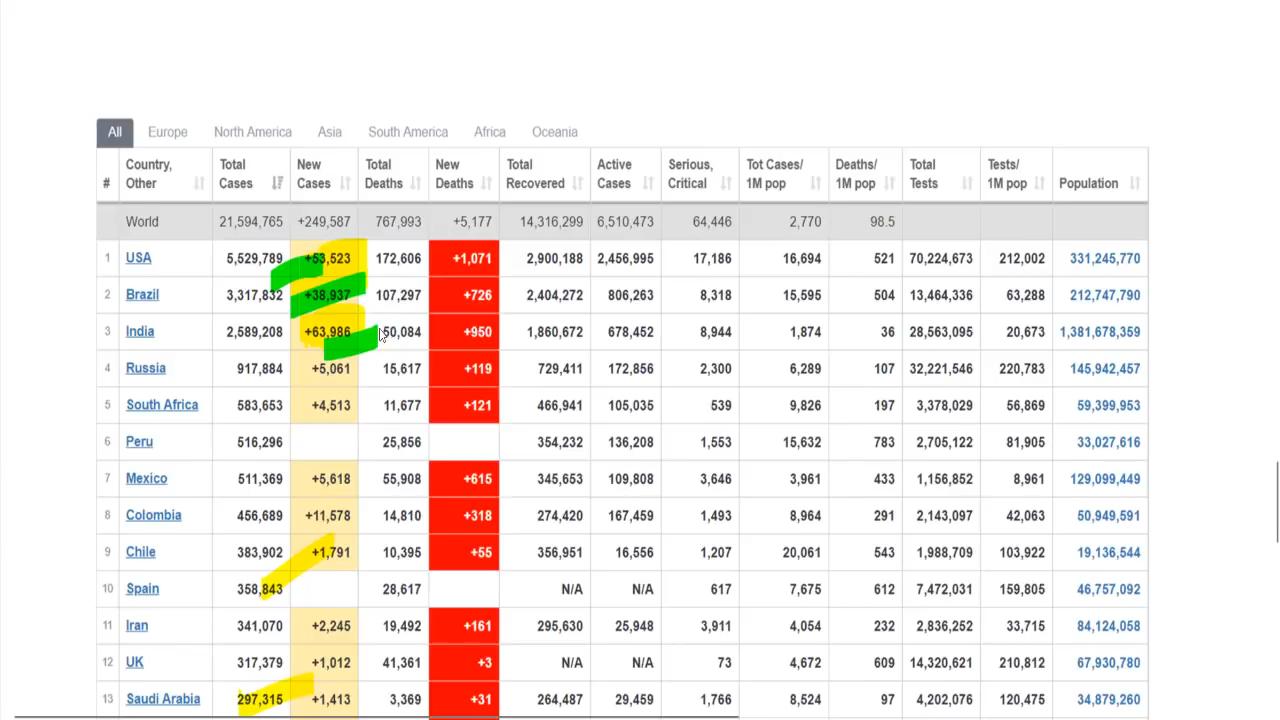 All Europe North America Asia South America Africa Oceania
# Country, Other Total Cases New Cases Total Deaths New Deaths Total Recovered Active Cases Serious, Critical Tot Cases/ 1M pop Deaths/ 1M pop Total Tests Tests/ 1M pop Population
World 21,594,765 +249,587 767,993 +5,177 14,316,299 6,510,473 64,446 2,770 98.5
1 USA 5,529,789 +53,523 172,606 +1,071 2,900,188 2,456,995 17,186 16,694 521 70,224,673 212,002 331,245,770
2 Brazil 3,317,832 +38,937 107,297 +726 2,404,272 806,263 8,318 15,595 504 13,464,336 63,288 212,747,790
3 India 2,589,208 +63,986 50,084 +950 1,860,672 678,452 8,944 1,874 36 28,563,095 20,673 1,381,678,359
4 Russia 917,884 +5,061 15,617 +119 729,411 172,856 2,300 6,289 107 32,221,546 220,783 145,942,457
5 South Africa 583,653 +4,513 11,677 +121 466,941 105,035 539 9,826 197 3,378,029 56,869 59,399,953
6 Peru 516,296 25,856 354,232 136,208 1,553 15,632 783 2,705,122 81,905 33,027,616
7 Mexico 511,369 +5,618 55,908 +615 345,653 109,808 3,646 3,961 433 1,156,852 8,961 129,099,449
8 Colombia 456,689 +11,578 14,810 +318 274,420 167,459 1,493 8,964 291 2,143,097 42,063 50,949,591
9 Chile 383,902 +1,791 10,395 +55 356,951 16,556 1,207 20,061 543 1,988,709 103,922 19,136,544
10 Spain 358,843 28,617 N/A N/A 617 7,675 612 7,472,031 159,805 46,757,092
11 Iran 341,070 +2,245 19,492 +161 295,630 25,948 3,911 4,054 232 2,836,252 33,715 84,124,058
12 UK 317,379 +1,012 41,361 +3 N/A N/A 73 4,672 609 14,320,621 210,812 67,930,780
13 Saudi Arabia 297,315 +1,413 3,369 +31 264,487 29,459 1,766 8,524 97 4,202,076 120,475 34,879,260